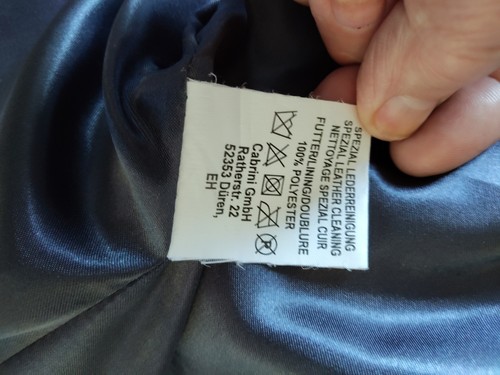 SPEZIAL LEDERREINIGUNG
SPEZIAL LEATHER CLEANING
NETTOYAGE SPEZIAL CUIR
FUTTER/LINING/DOUBLURE
100% POLYESTER
Cabrini GmbH
Ratherstr. 22
52353 Düren,
EH